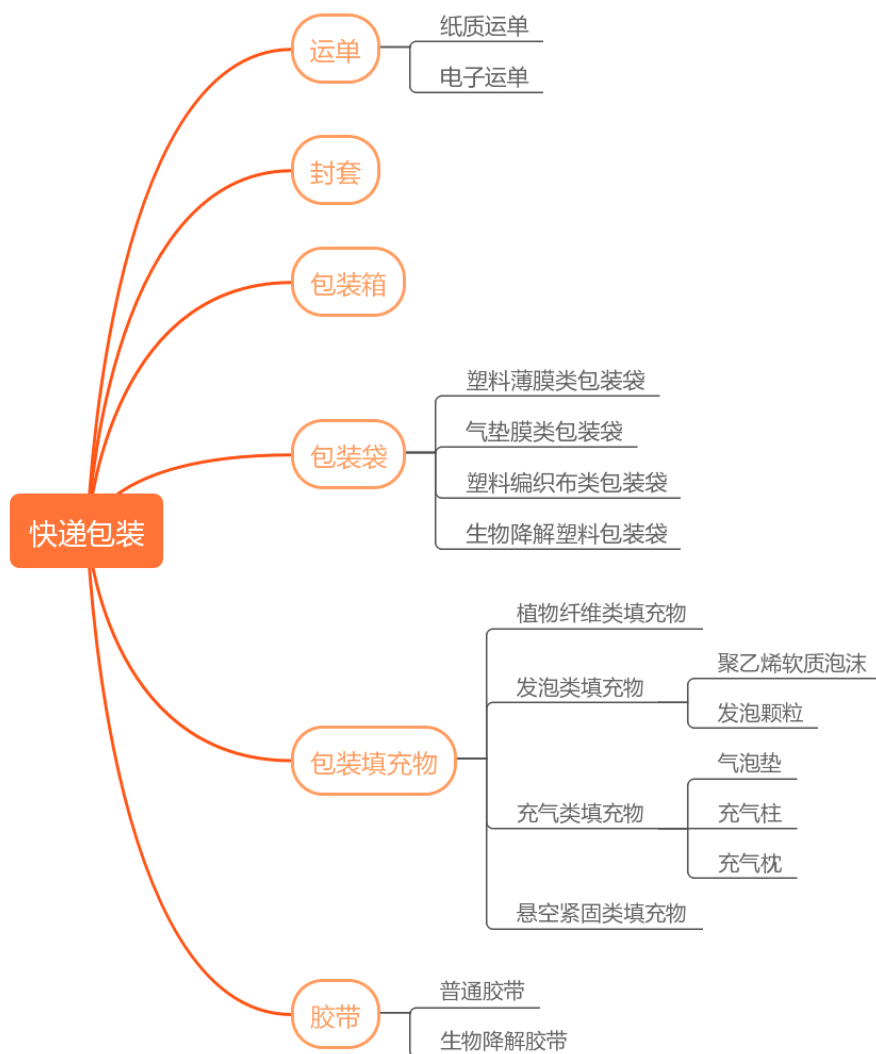 运单
纸质运单
电子运单
封套
包装箱
包装袋
塑料薄膜类包装袋
气垫膜类包装袋
塑料编织布类包装袋
生物降解塑料包装袋
快递包装
包装填充物
植物纤维类填充物
发泡类填充物
聚乙烯软质泡沫
发泡颗粒
充气类填充物
气泡垫
充气柱
充气枕
悬空紧固类填充物
胶带
普通胶带
生物降解胶带